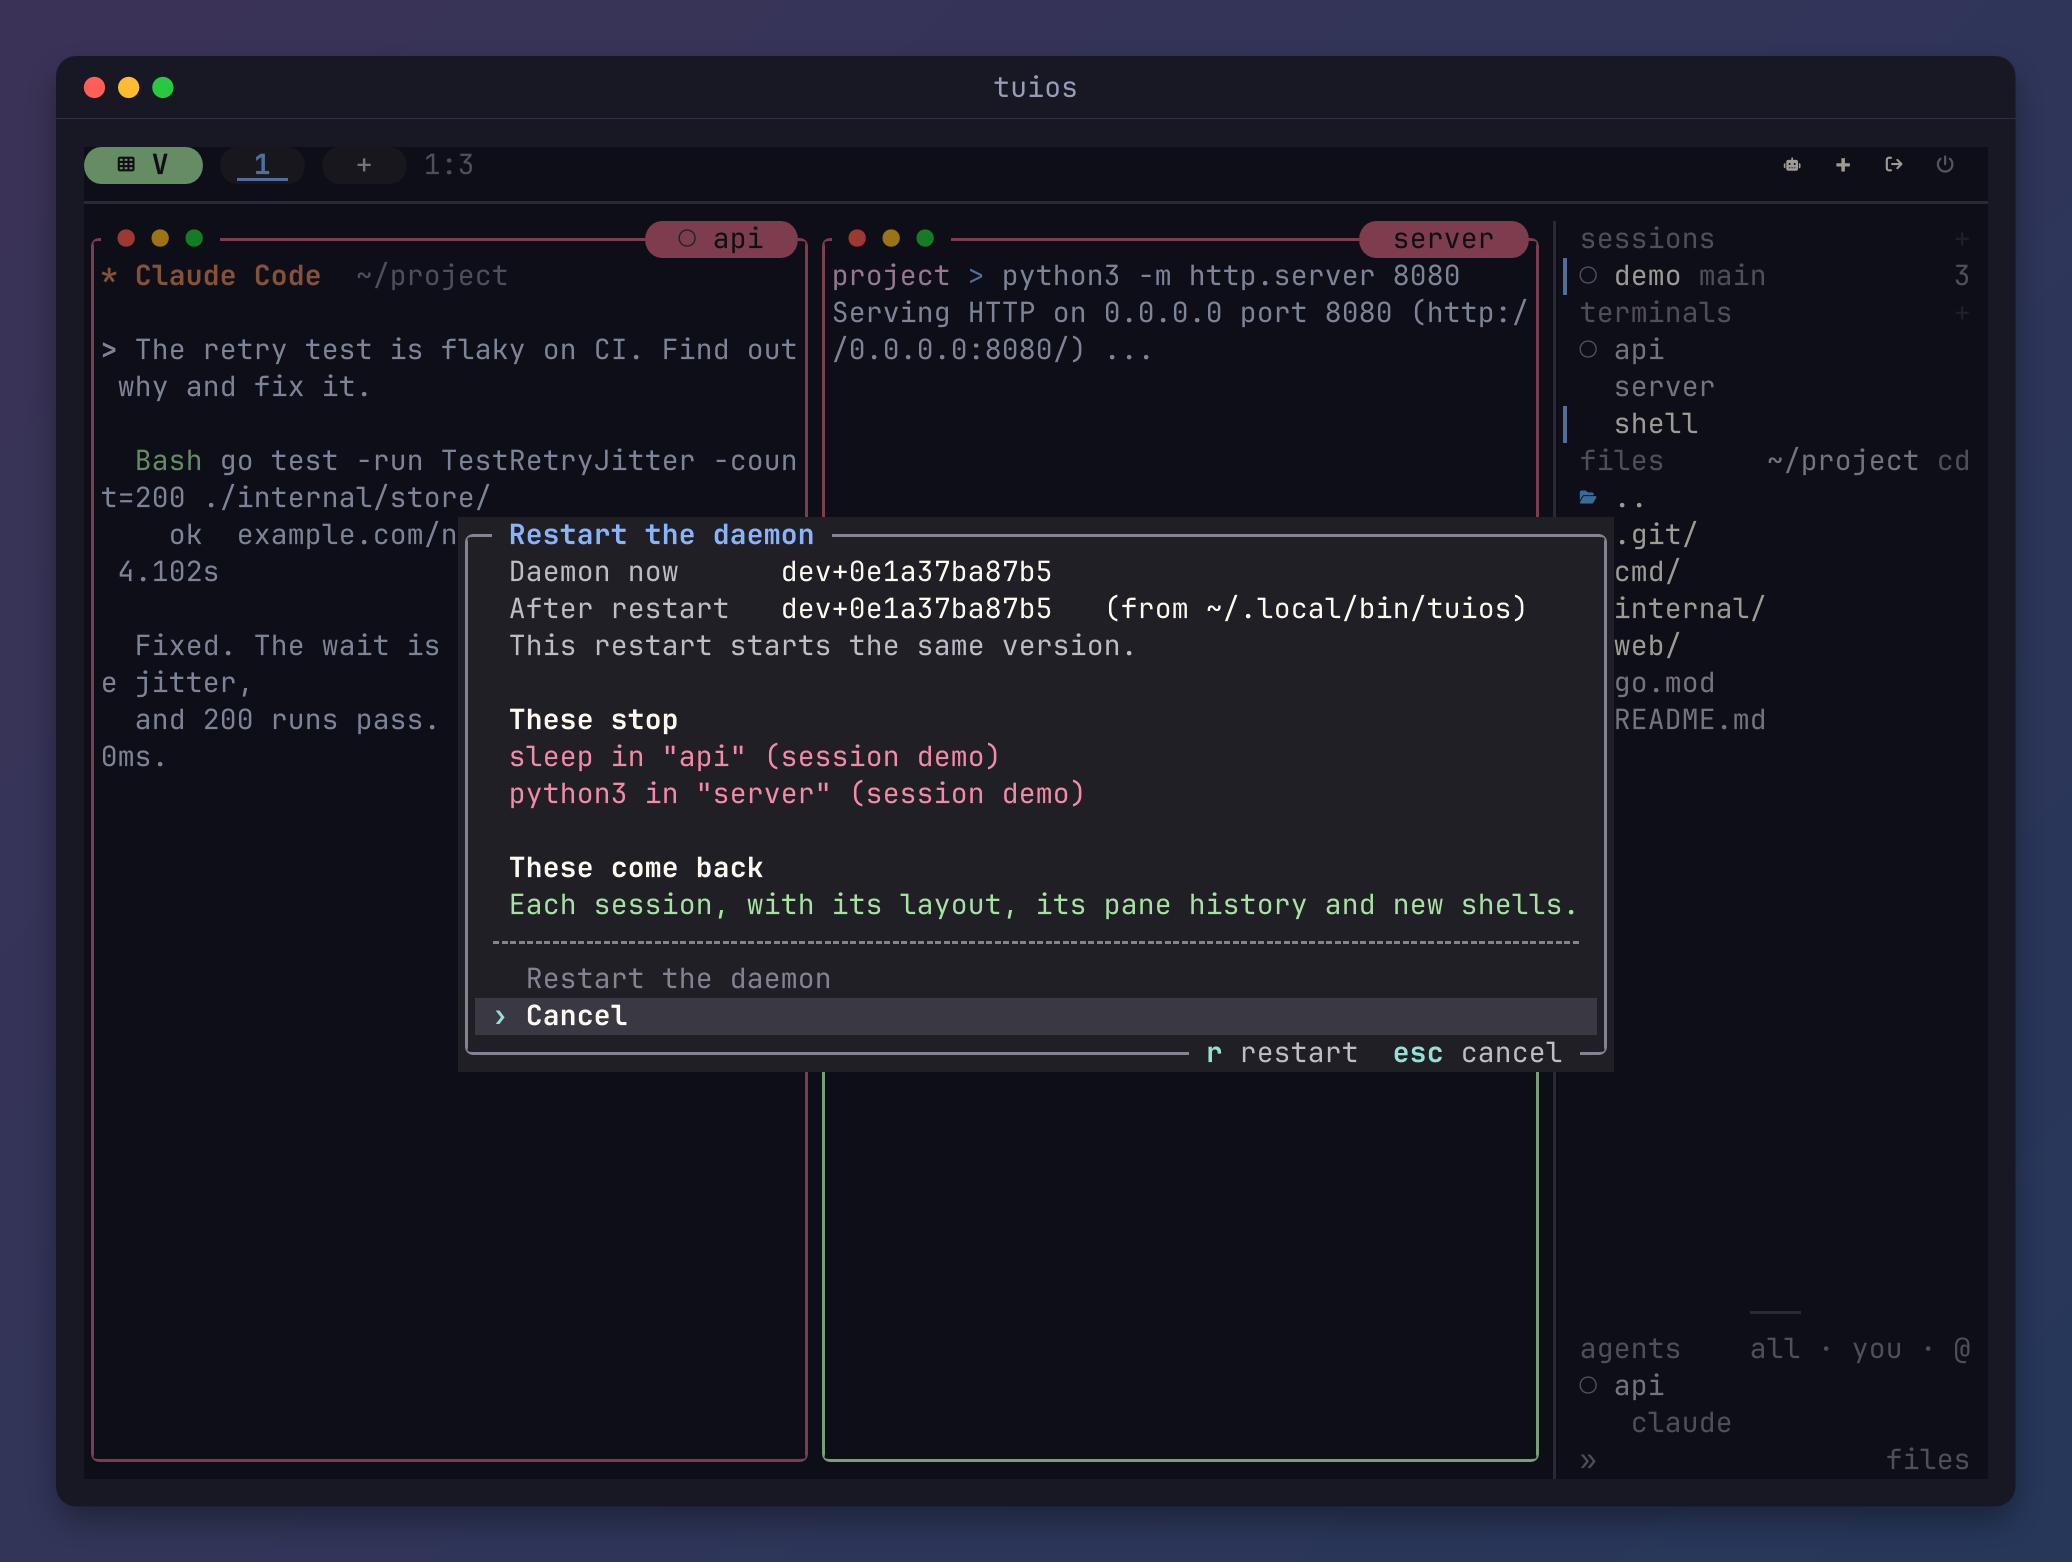 tuios
V 1 + 1:3
api
* Claude Code ~/project
> The retry test is flaky on CI. Find out
why and fix it.
Bash go test -run TestRetryJitter -coun
t=200 ./internal/store/
ok example.com/n
4.102s
Fixed. The wait is
e jitter,
and 200 runs pass.
0ms.
server
project > python3 -m http.server 8080
Serving HTTP on 0.0.0.0 port 8080 (http:/
/0.0.0.0:8080/) ...
Restart the daemon
Daemon now dev+0e1a37ba87b5
After restart dev+0e1a37ba87b5 (from ~/.local/bin/tuios)
This restart starts the same version.
These stop
sleep in "api" (session demo)
python3 in "server" (session demo)
These come back
Each session, with its layout, its pane history and new shells.
Restart the daemon
› Cancel
r restart esc cancel
sessions +
demo main 3
terminals +
api
server
shell
files ~/project cd
..
.git/
cmd/
internal/
web/
go.mod
README.md
agents all · you · @
api
claude
» files